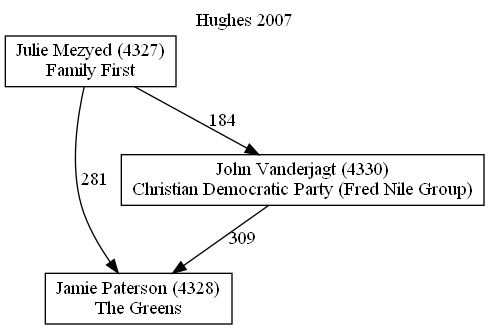 Hughes 2007
Julie Mezyed (4327)
Family First
184
John Vanderjagt (4330)
Christian Democratic Party (Fred Nile Group)
281
309
Jamie Paterson (4328)
The Greens